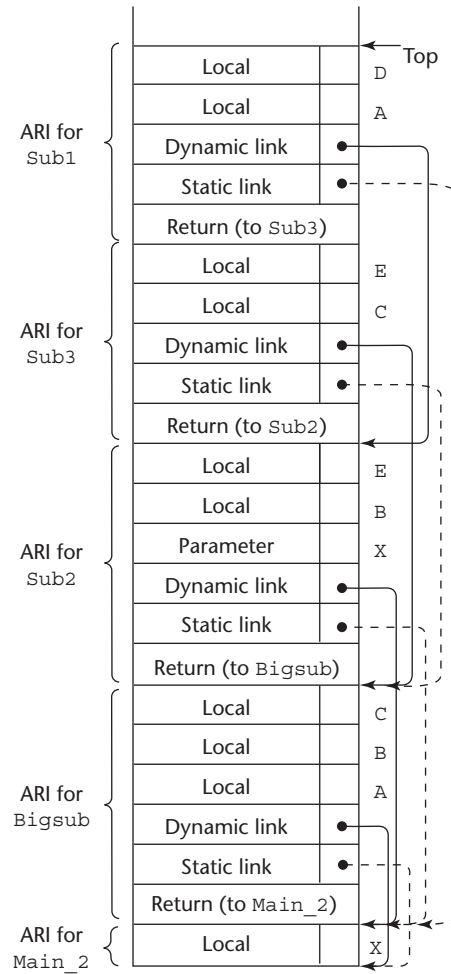 Top
Local D
ARI for
Sub1
Local A
Dynamic link
Static link
Return (to Sub3)
ARI for
Sub3
Local E
Local C
Dynamic link
Static link
Return (to Sub2)
ARI for
Sub2
Local E
Local B
Parameter X
Dynamic link
Static link
Return (to Bigsub)
ARI for
Bigsub
Local C
Local B
Local A
Dynamic link
Static link
Return (to Main_2)
ARI for
Main_2
Local X